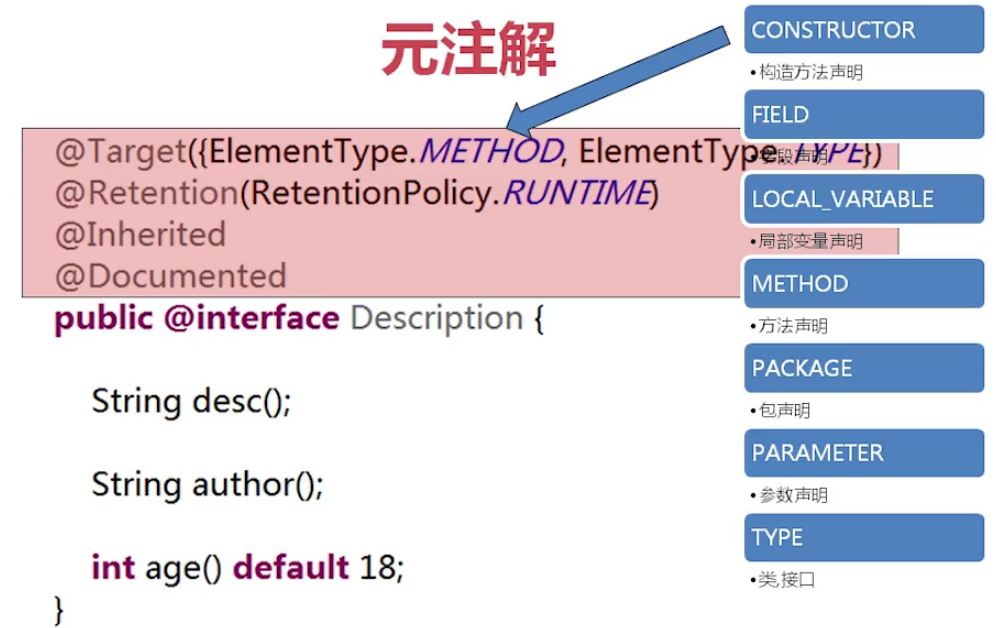 元注解
@Target({ElementType.METHOD, ElementType.TYPE})
@Retention(RetentionPolicy.RUNTIME)
@Inherited
@Documented
public @interface Description {
String desc();
String author();
int age() default 18;
}
CONSTRUCTOR
•构造方法声明
FIELD
•字段声明
LOCAL_VARIABLE
•局部变量声明
METHOD
•方法声明
PACKAGE
•包声明
PARAMETER
•参数声明
TYPE
•类,接口